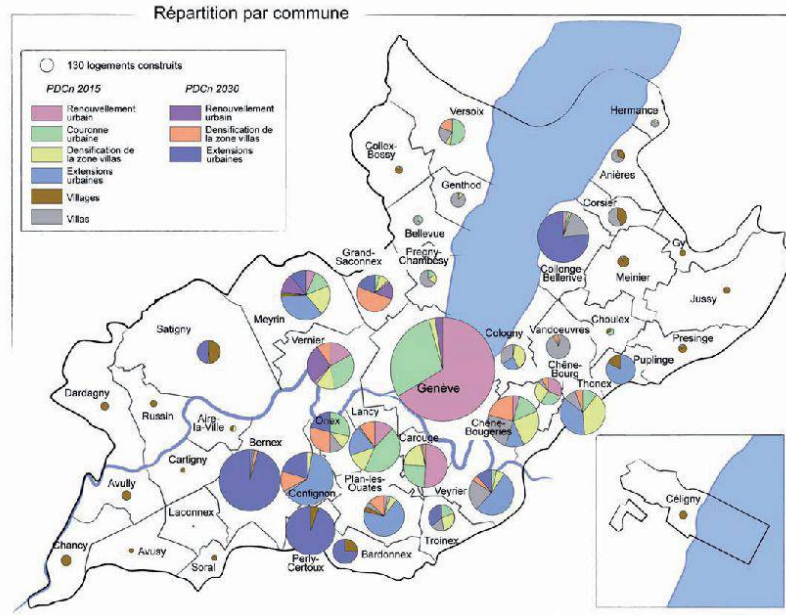 Répartition par commune
130 logements construits
PDCn 2015
PDCn 2030
Renouvellement
urbain
Couronne
urbaine
Densification de
la zone villas
Extensions
urbaines
Villages
Villas
Renouvellement
urbain
Densification de
la zone villas
Extensions
urbaines
Versoix
Hermance
Collex-
Bossy
Genthod
Anières
Corsier
Bellevue
Collonge
Bellerive
Gy
Grand-
Saconnex
Pregny-
Chambésy
Meinier
Jussy
Meyrin
Satigny
Vernier
Choulex
Cologny
Vandoeuvres
Presinge
Puplinge
Genève
Chêne-
Bourg
Thonex
Dardagny
Russin
Aire-
la-Ville
Onex
Lancy
Carouge
Chêne-
Bougeries
Bernex
Cartigny
Confignon
Plan-les-
Ouates
Veyrier
Avully
Laconnex
Céligny
Troinex
Chancy
Avusy
Soral
Perly-
Certoux
Bardonnex